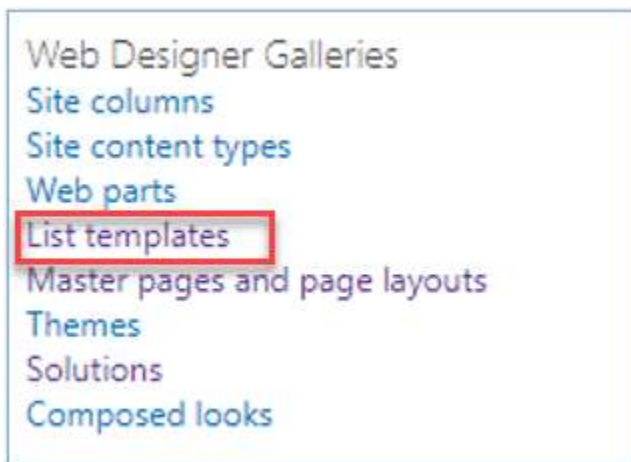 Web Designer Galleries
Site columns
Site content types
Web parts
List templates
Master pages and page layouts
Themes
Solutions
Composed looks